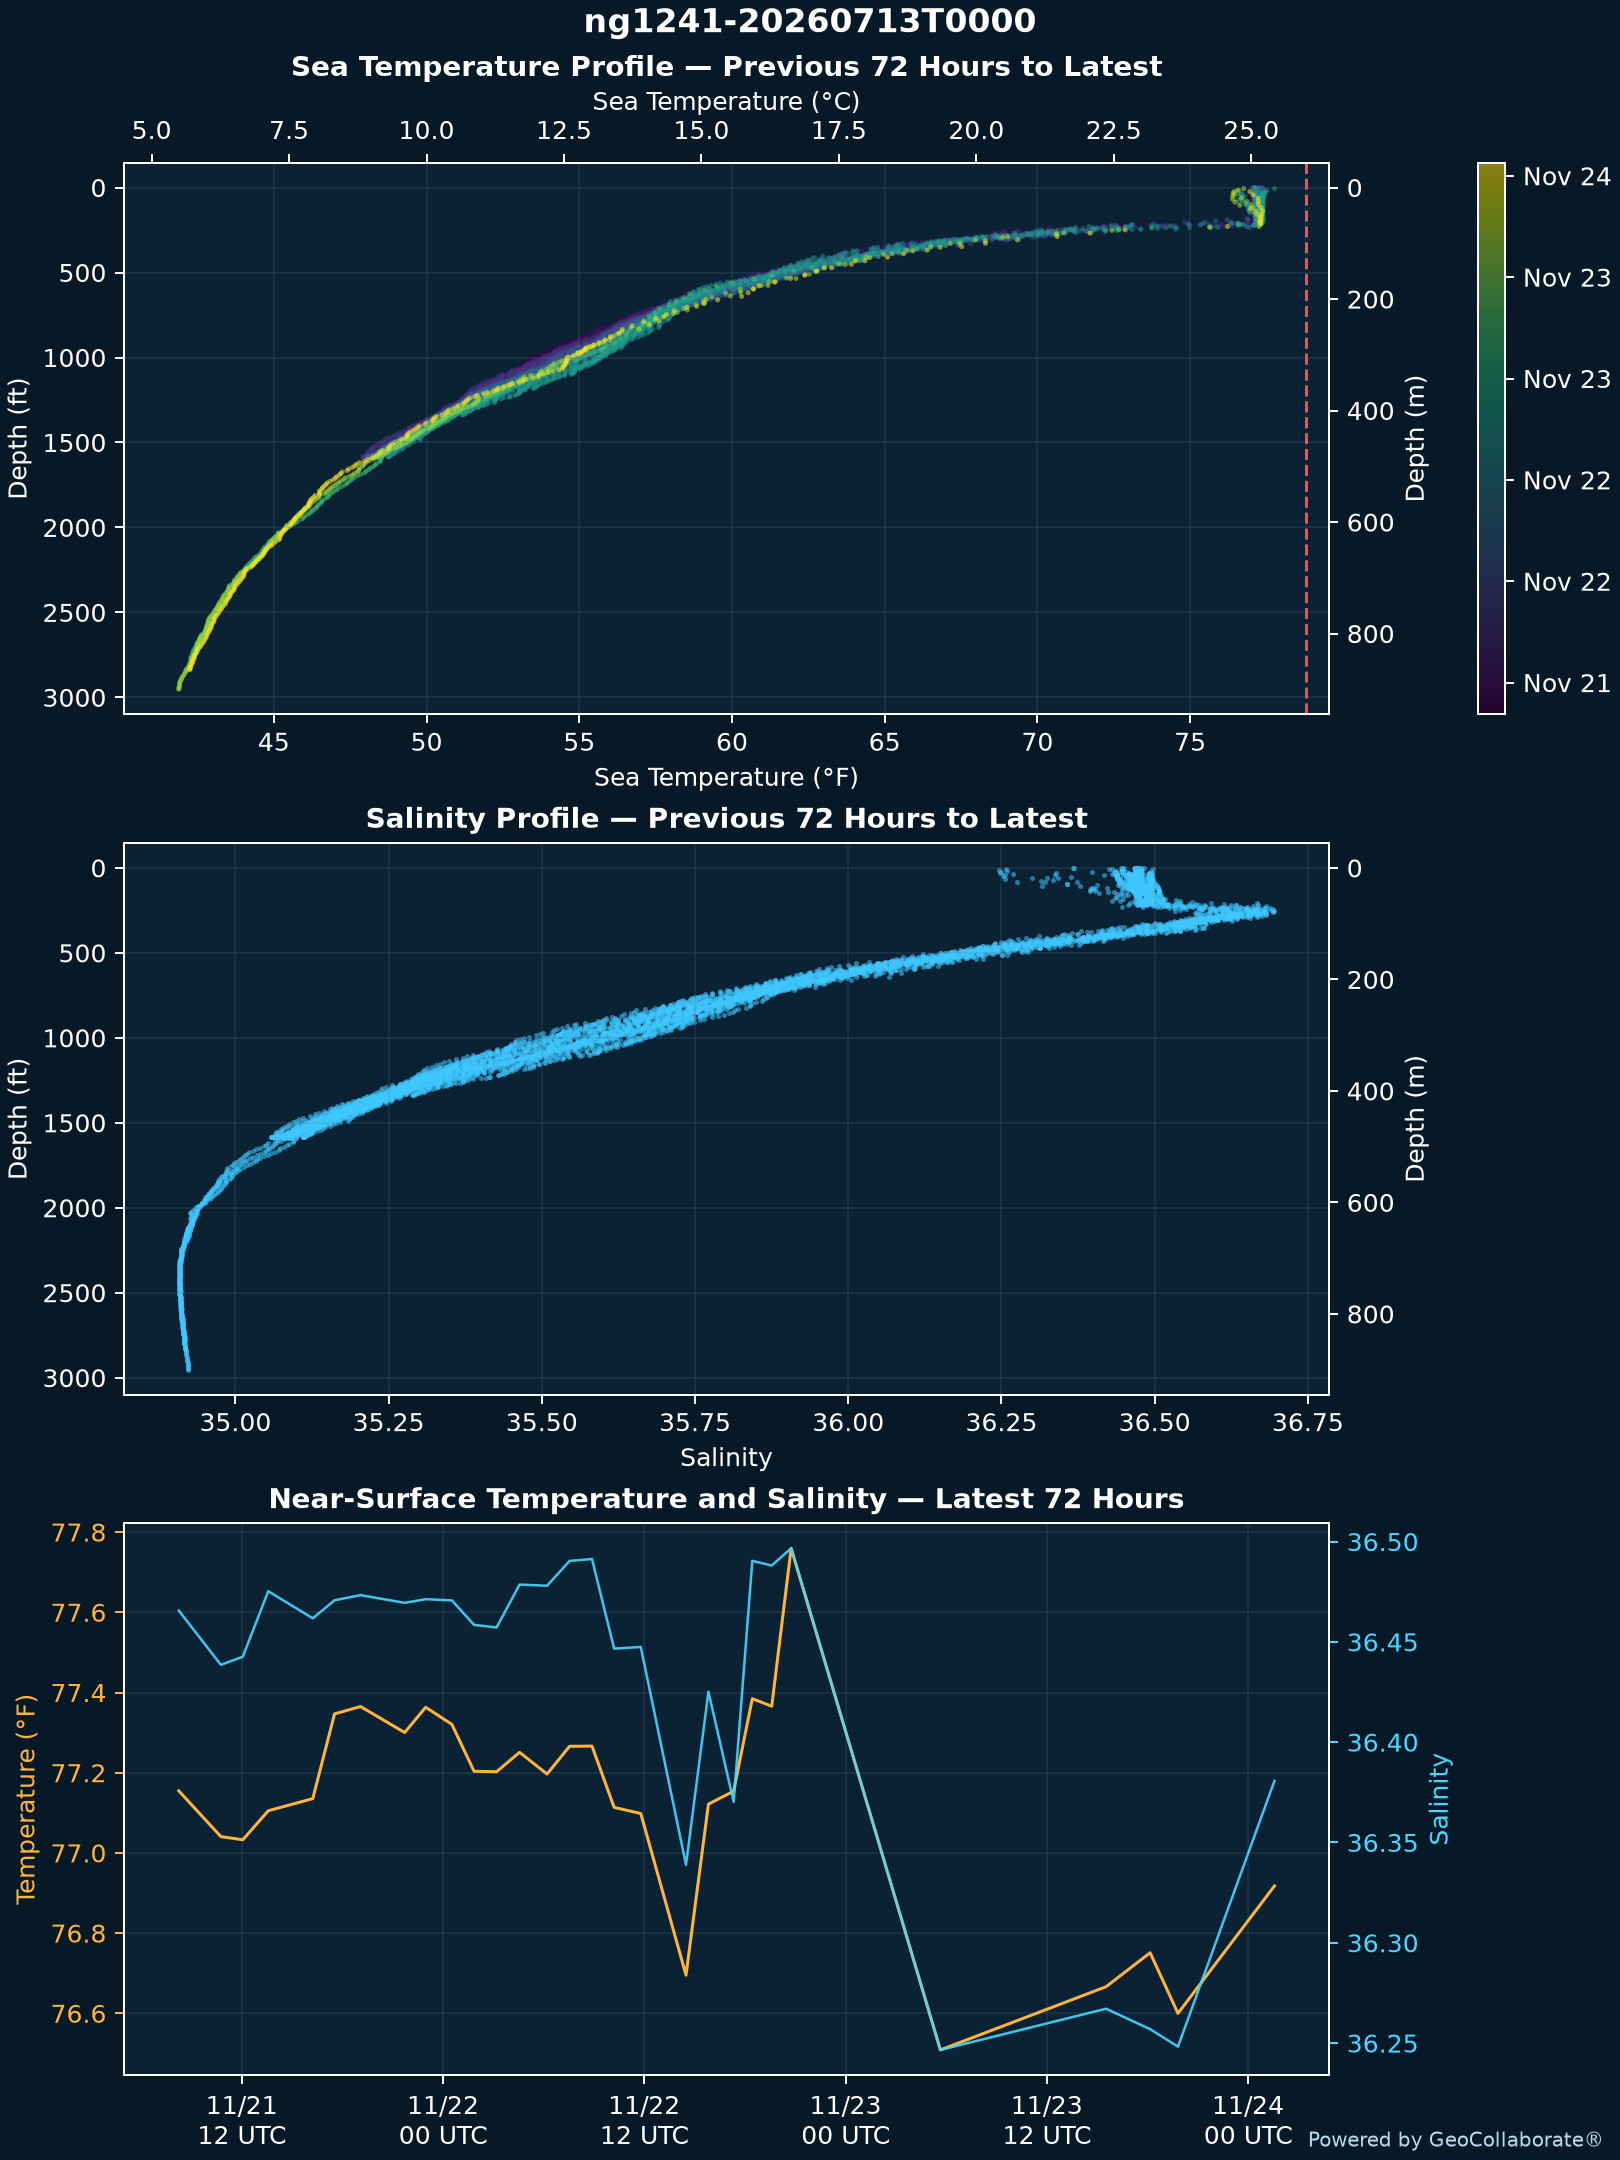 ng1241-20260713T0000
Sea Temperature Profile — Previous 72 Hours to Latest
Sea Temperature (°C)
5.0 7.5 10.0 12.5 15.0 17.5 20.0 22.5 25.0
Depth (ft)
0
500
1000
1500
2000
2500
3000
0
200
400
600
800
Depth (m)
Nov 24
Nov 23
Nov 23
Nov 22
Nov 22
Nov 21
45 50 55 60 65 70 75
Sea Temperature (°F)
Salinity Profile — Previous 72 Hours to Latest
Depth (ft)
0
500
1000
1500
2000
2500
3000
0
200
400
600
800
Depth (m)
35.00 35.25 35.50 35.75 36.00 36.25 36.50 36.75
Salinity
Near-Surface Temperature and Salinity — Latest 72 Hours
Temperature (°F)
77.8
77.6
77.4
77.2
77.0
76.8
76.6
36.50
36.45
36.40
36.35
36.30
36.25
Salinity
11/21 11/22 11/22 11/23 11/23 11/24
12 UTC 00 UTC 12 UTC 00 UTC 12 UTC 00 UTC
Powered by GeoCollaborate®